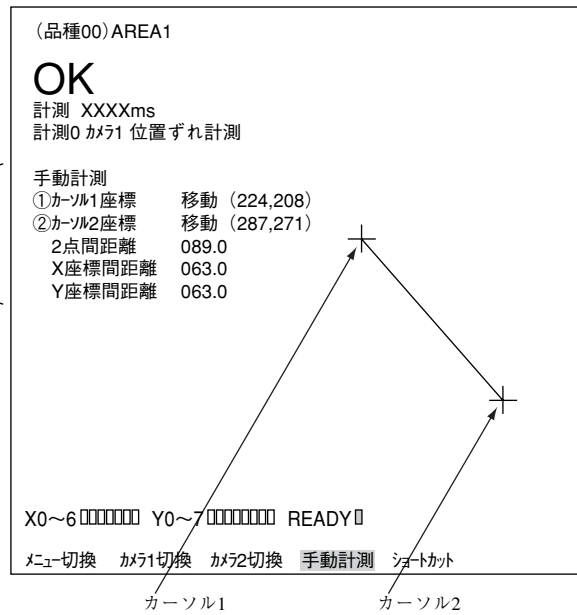 (品種00)AREA1
OK
計測 XXXXms
計測0 ｶﾒﾗ1 位置ずれ計測
手動計測
①ｶｰｿﾙ1座標 移動（224,208）
②ｶｰｿﾙ2座標 移動（287,271）
2点間距離 089.0
X座標間距離 063.0
Y座標間距離 063.0
X0～6 ▯▯▯▯▯▯▯ Y0～7 ▯▯▯▯▯▯▯▯ READY ▯
ﾒﾆｭｰ切換 ｶﾒﾗ1切換 ｶﾒﾗ2切換 手動計測 ｼｮｰﾄｶｯﾄ
カーソル1 カーソル2